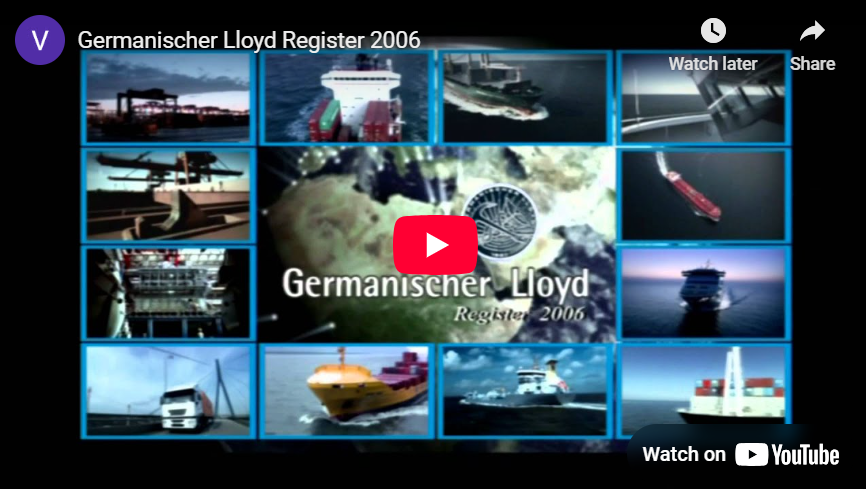 V
Germanischer Lloyd Register 2006
Watch later
Share
Germanischer Lloyd
Register 2006
Watch on YouTube